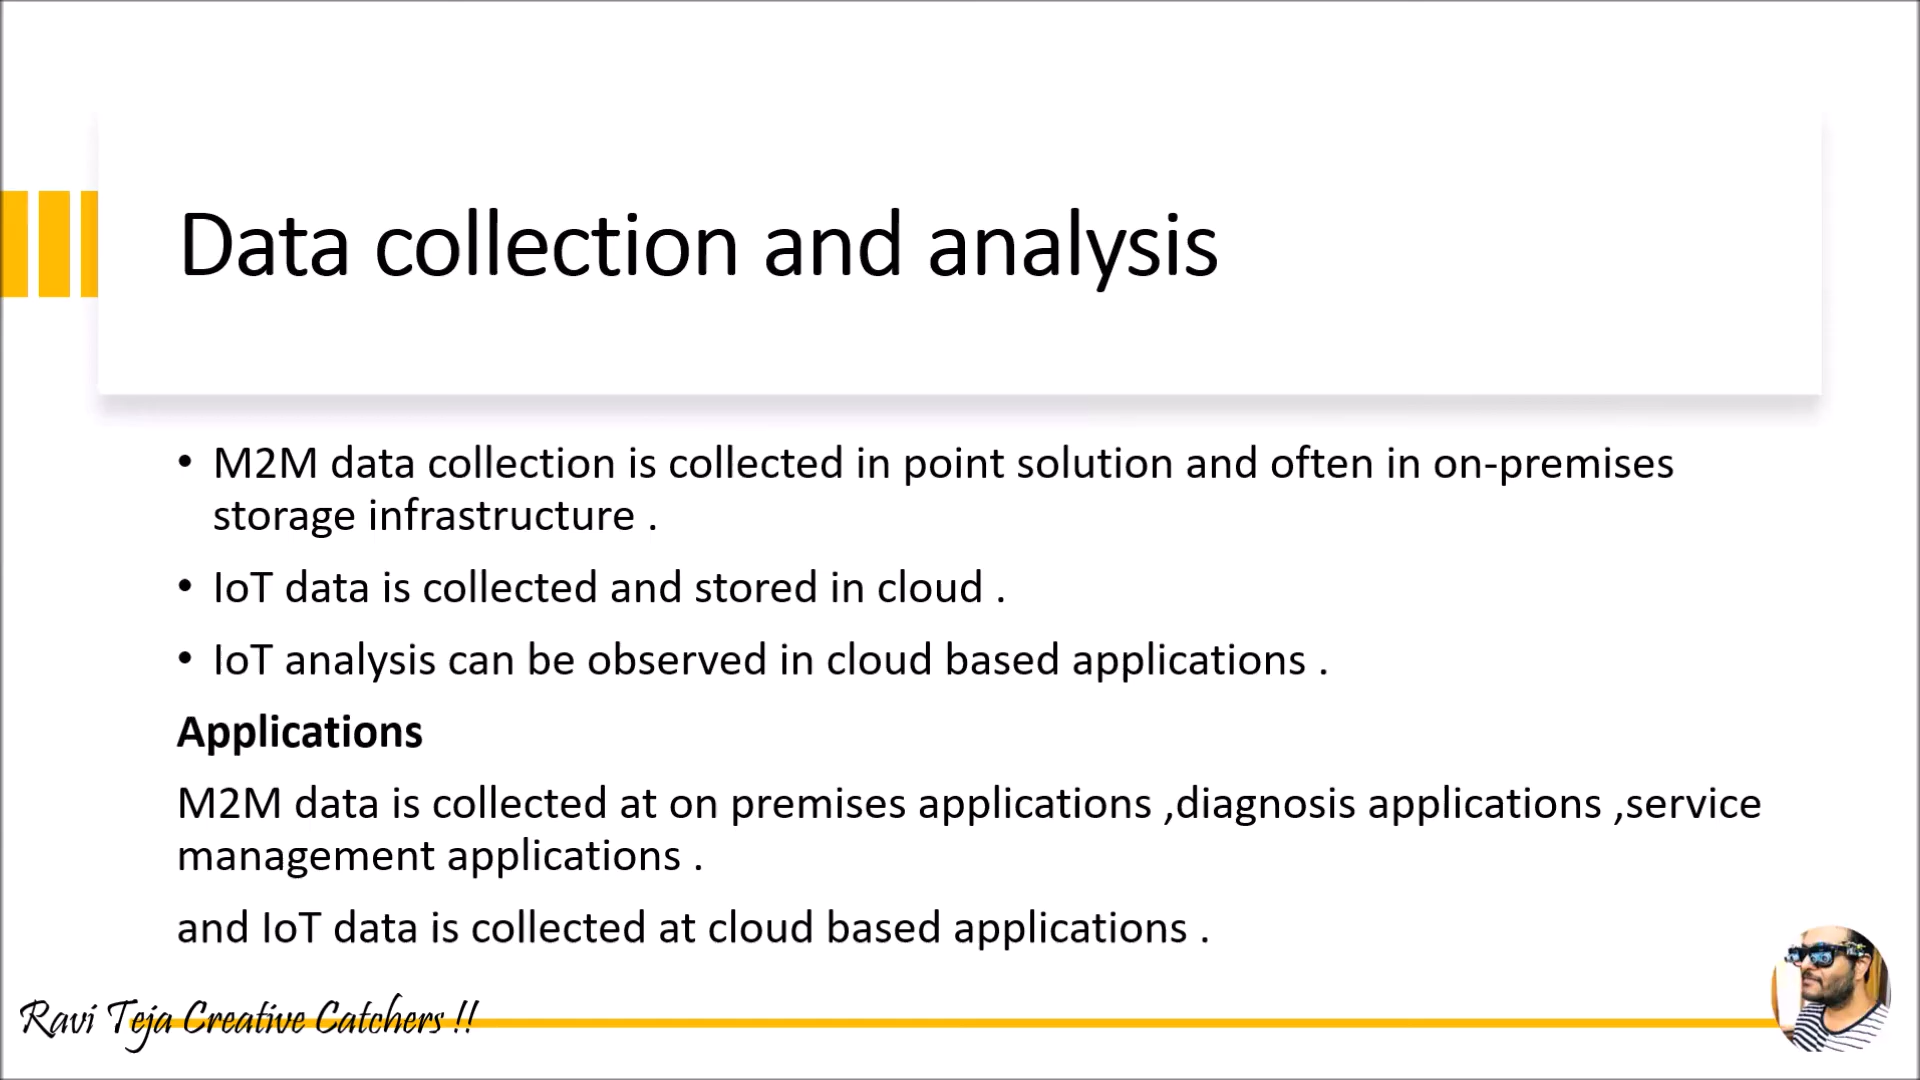 Data collection and analysis
• M2M data collection is collected in point solution and often in on-premises
storage infrastructure .
• IoT data is collected and stored in cloud .
• IoT analysis can be observed in cloud based applications .
Applications
M2M data is collected at on premises applications ,diagnosis applications ,service
management applications .
and IoT data is collected at cloud based applications .
Ravi Teja Creative Catchers !!